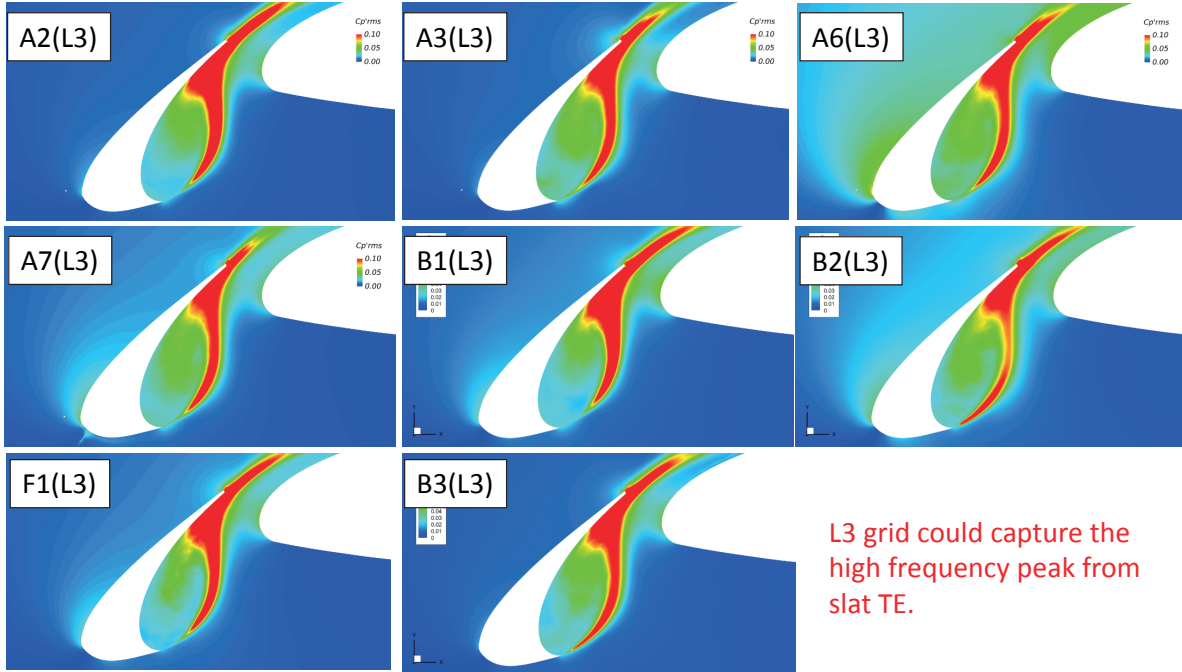 A2(L3)
Cp'rms
0.10
0.05
0.00
A3(L3)
Cp'rms
0.10
0.05
0.00
A6(L3)
Cp'rms
0.10
0.05
0.00
A7(L3)
Cp'rms
0.10
0.05
0.00
B1(L3)
0.03
0.02
0.01
0
Y
X
B2(L3)
0.03
0.02
0.01
0
Y
X
F1(L3)
B3(L3)
0.04
0.03
0.02
0.01
0
Y
X
L3 grid could capture the
high frequency peak from
slat TE.